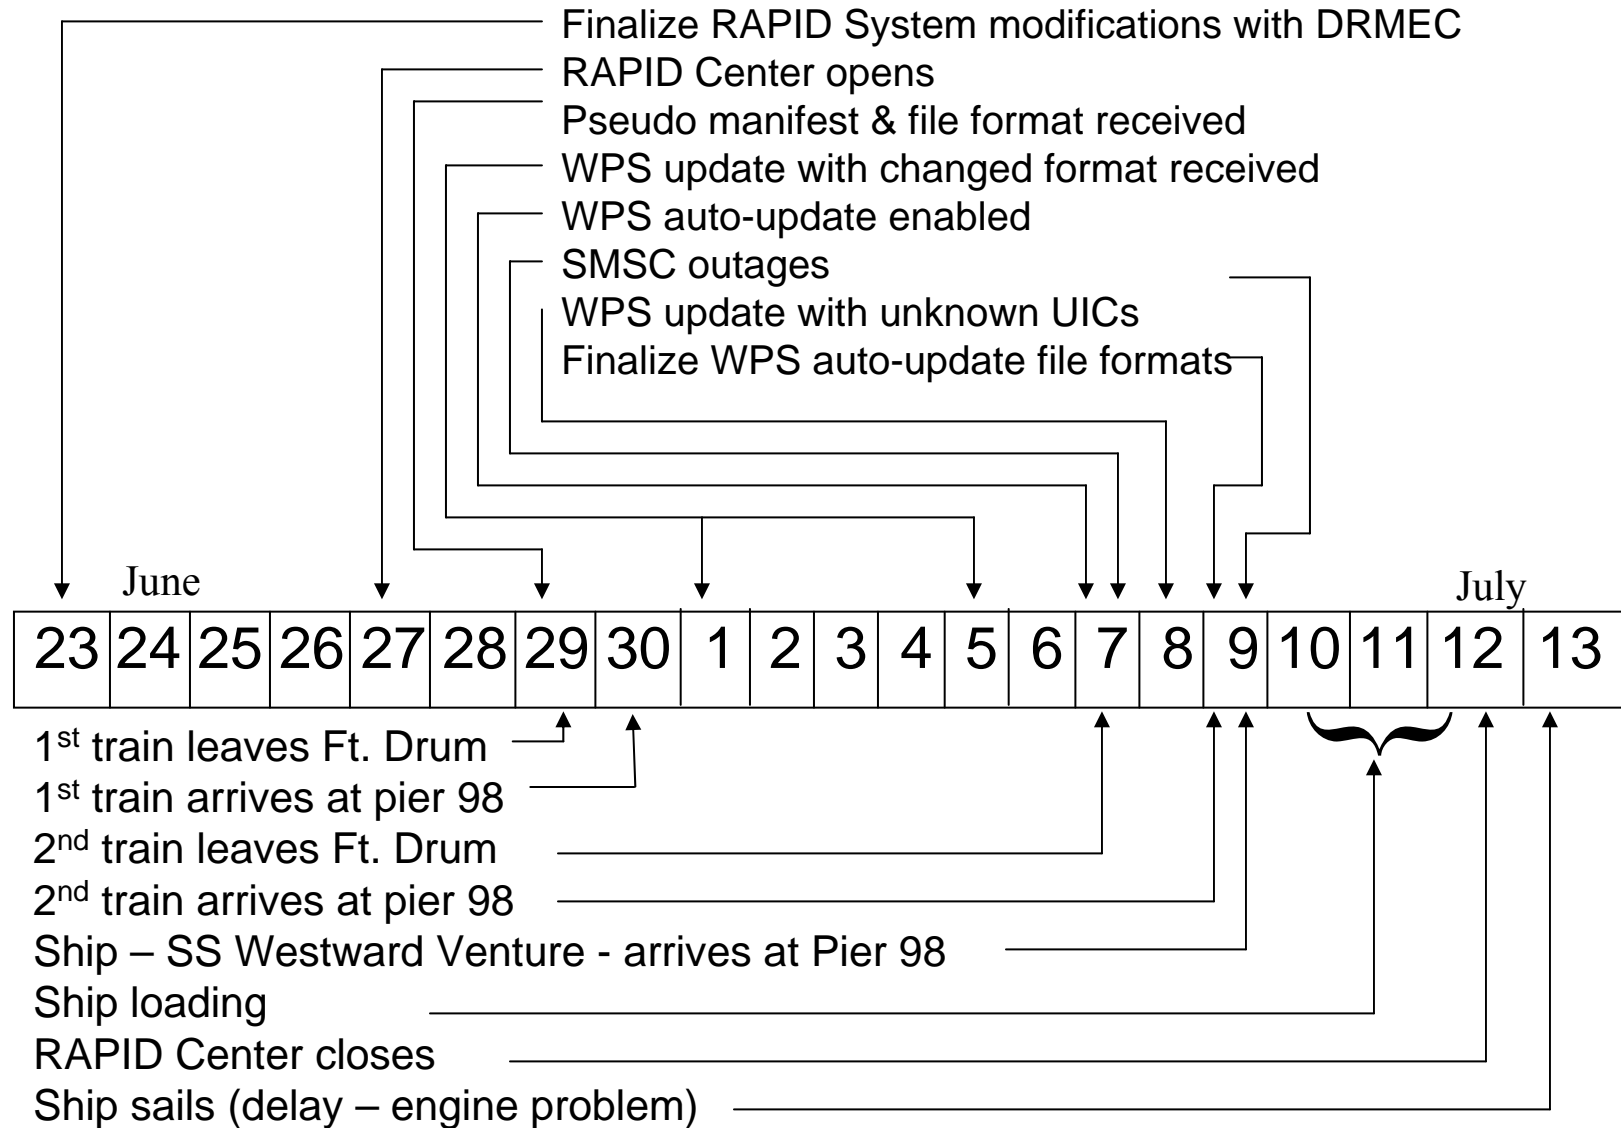 Finalize RAPID System modifications with DRMEC
RAPID Center opens
Pseudo manifest & file format received
WPS update with changed format received
WPS auto-update enabled
SMSC outages
WPS update with unknown UICs
Finalize WPS auto-update file formats
June
July
23 24 25 26 27 28 29 30 1 2 3 4 5 6 7 8 9 10 11 12 13
1st train leaves Ft. Drum
1st train arrives at pier 98
2nd train leaves Ft. Drum
2nd train arrives at pier 98
Ship – SS Westward Venture - arrives at Pier 98
Ship loading
RAPID Center closes
Ship sails (delay – engine problem)